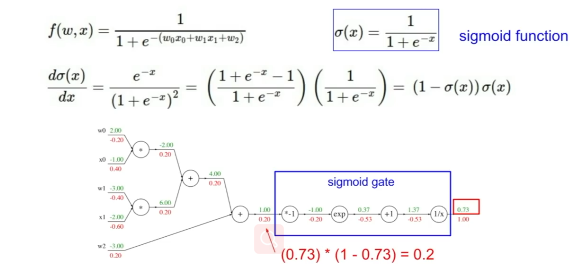 f(w,x) = \frac{1}{1+e^{-(w_0x_0+w_1x_1+w_2)}}
σ(x) = \frac{1}{1+e^{-x}}
sigmoid function
\frac{dσ(x)}{dx} = \frac{e^{-x}}{(1+e^{-x})^2} = \left(\frac{1+e^{-x}-1}{1+e^{-x}}\right)\left(\frac{1}{1+e^{-x}}\right) = (1-σ(x))σ(x)
w0 2.00
-0.20
x0 -1.00
0.40
*
-2.00
0.20
w1 -3.00
-0.40
x1 -2.00
-0.60
*
6.00
0.20
+
4.00
0.20
w2 -3.00
0.20
+
1.00
0.20
sigmoid gate
*-1
-1.00
-0.20
exp
0.37
-0.53
+1
1.37
-0.53
1/x
0.73
1.00
(0.73) * (1 - 0.73) = 0.2